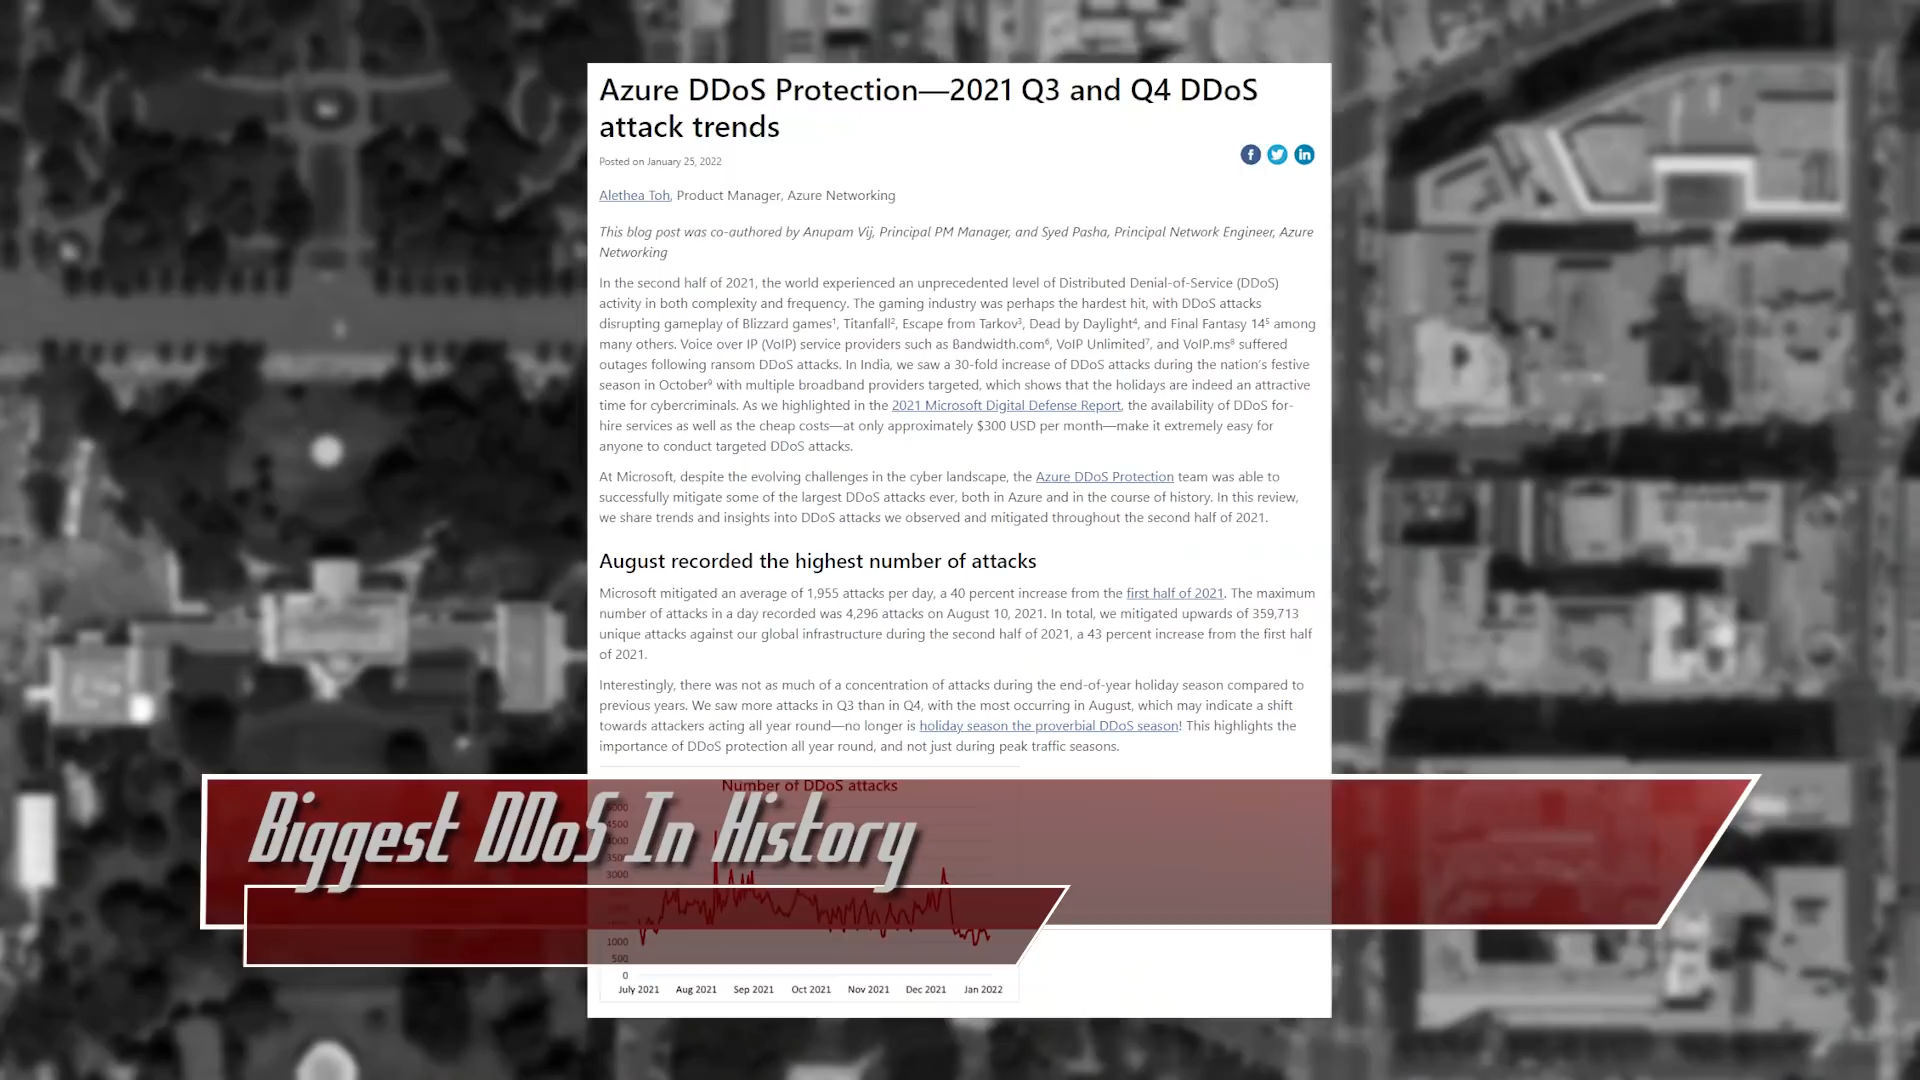 Azure DDoS Protection—2021 Q3 and Q4 DDoS
attack trends
Posted on January 25, 2022
Alethea Toh, Product Manager, Azure Networking
This blog post was co-authored by Anupam Vij, Principal PM Manager, and Syed Pasha, Principal Network Engineer, Azure
Networking
In the second half of 2021, the world experienced an unprecedented level of Distributed Denial-of-Service (DDoS)
activity in both complexity and frequency. The gaming industry was perhaps the hardest hit, with DDoS attacks
disrupting gameplay of Blizzard games¹, Titanfall², Escape from Tarkov³, Dead by Daylight⁴, and Final Fantasy 14⁵ among
many others. Voice over IP (VoIP) service providers such as Bandwidth.com⁶, VoIP Unlimited⁷, and VoIP.ms⁸ suffered
outages following ransom DDoS attacks. In India, we saw a 30-fold increase of DDoS attacks during the nation's festive
season in October⁹ with multiple broadband providers targeted, which shows that the holidays are indeed an attractive
time for cybercriminals. As we highlighted in the 2021 Microsoft Digital Defense Report, the availability of DDoS for-
hire services as well as the cheap costs—at only approximately $300 USD per month—make it extremely easy for
anyone to conduct targeted DDoS attacks.
At Microsoft, despite the evolving challenges in the cyber landscape, the Azure DDoS Protection team was able to
successfully mitigate some of the largest DDoS attacks ever, both in Azure and in the course of history. In this review,
we share trends and insights into DDoS attacks we observed and mitigated throughout the second half of 2021.
August recorded the highest number of attacks
Microsoft mitigated an average of 1,955 attacks per day, a 40 percent increase from the first half of 2021. The maximum
number of attacks in a day recorded was 4,296 attacks on August 10, 2021. In total, we mitigated upwards of 359,713
unique attacks against our global infrastructure during the second half of 2021, a 43 percent increase from the first half
of 2021.
Interestingly, there was not as much of a concentration of attacks during the end-of-year holiday season compared to
previous years. We saw more attacks in Q3 than in Q4, with the most occurring in August, which may indicate a shift
towards attackers acting all year round—no longer is holiday season the proverbial DDoS season! This highlights the
importance of DDoS protection all year round, and not just during peak traffic seasons.
Number of DDoS attacks
5000
4500
4000
3500
3000
1000
500
0
July 2021 Aug 2021 Sep 2021 Oct 2021 Nov 2021 Dec 2021 Jan 2022
Biggest DDoS In History